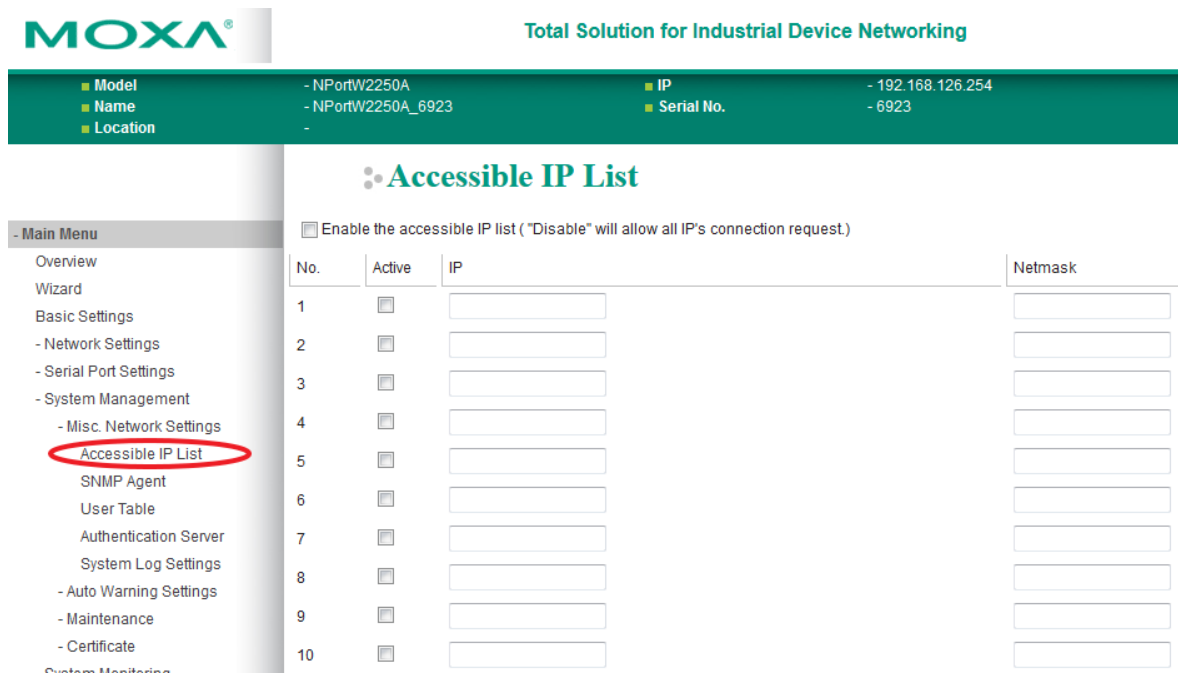 MOXA®
Total Solution for Industrial Device Networking
Model - NPortW2250A IP - 192.168.126.254
Name - NPortW2250A_6923 Serial No. - 6923
Location -
Accessible IP List
Enable the accessible IP list ( "Disable" will allow all IP's connection request.)
- Main Menu
Overview
Wizard
Basic Settings
- Network Settings
- Serial Port Settings
- System Management
- Misc. Network Settings
Accessible IP List
SNMP Agent
User Table
Authentication Server
System Log Settings
- Auto Warning Settings
- Maintenance
- Certificate
System Monitoring
No. Active IP Netmask
1
2
3
4
5
6
7
8
9
10